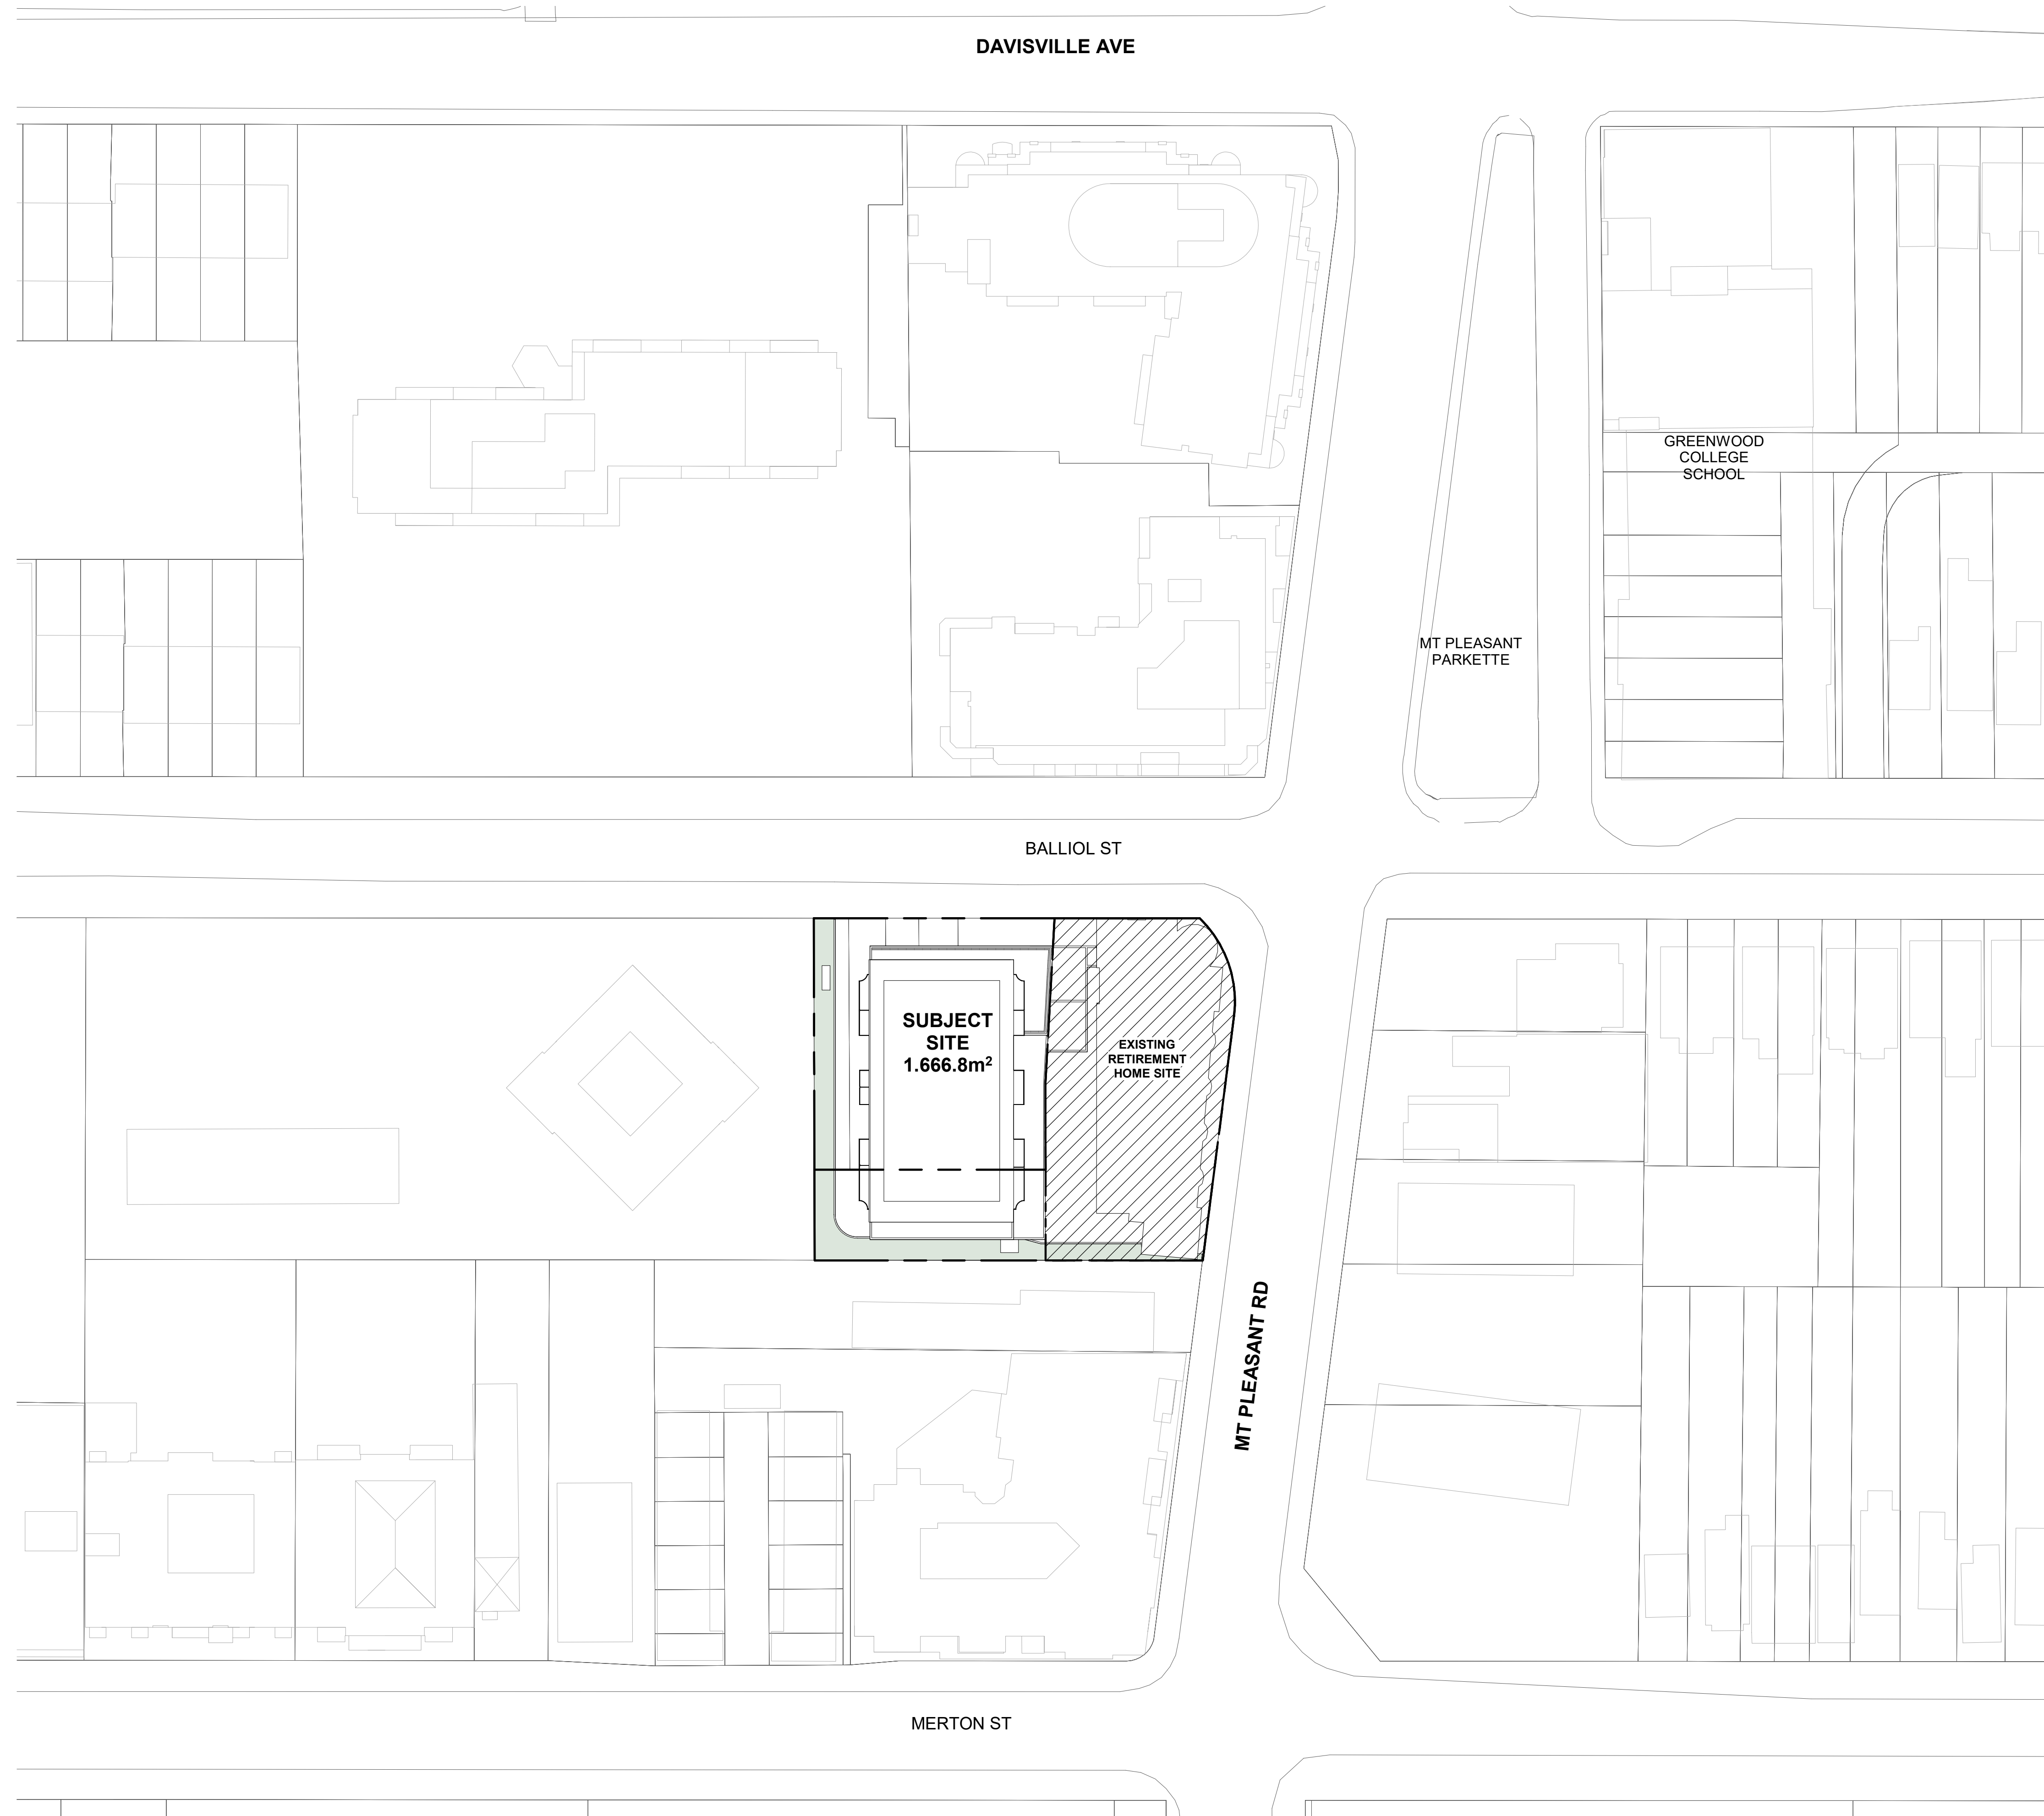 DAVISVILLE AVE
GREENWOOD
COLLEGE
SCHOOL
MT PLEASANT
PARKETTE
BALLIOL ST
SUBJECT
SITE
1.666.8m²
EXISTING
RETIREMENT
HOME SITE
MT PLEASANT RD
MERTON ST